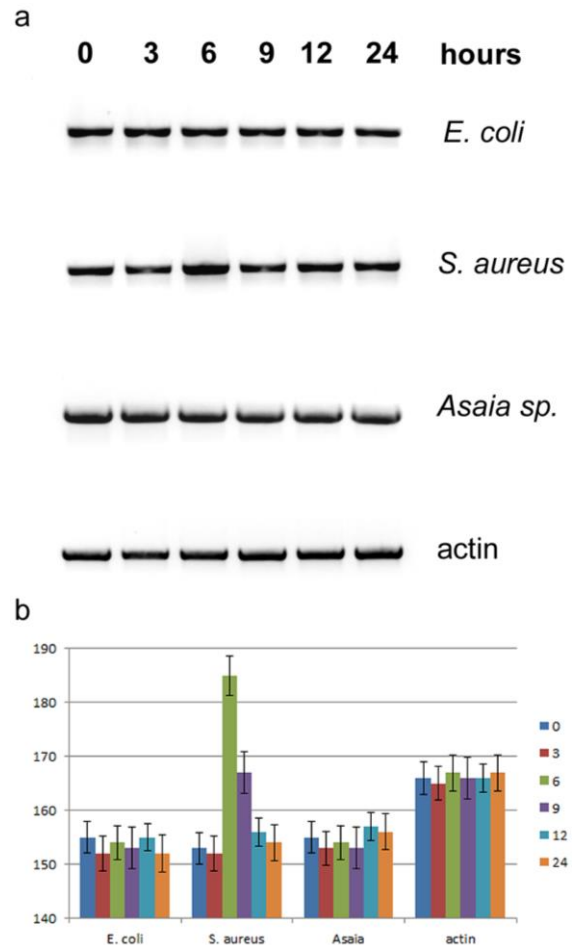 a
0 3 6 9 12 24 hours
E. coli
S. aureus
Asaia sp.
actin
b
190
180
170
160
150
140
E. coli S. aureus Asaia actin
0
3
6
9
12
24